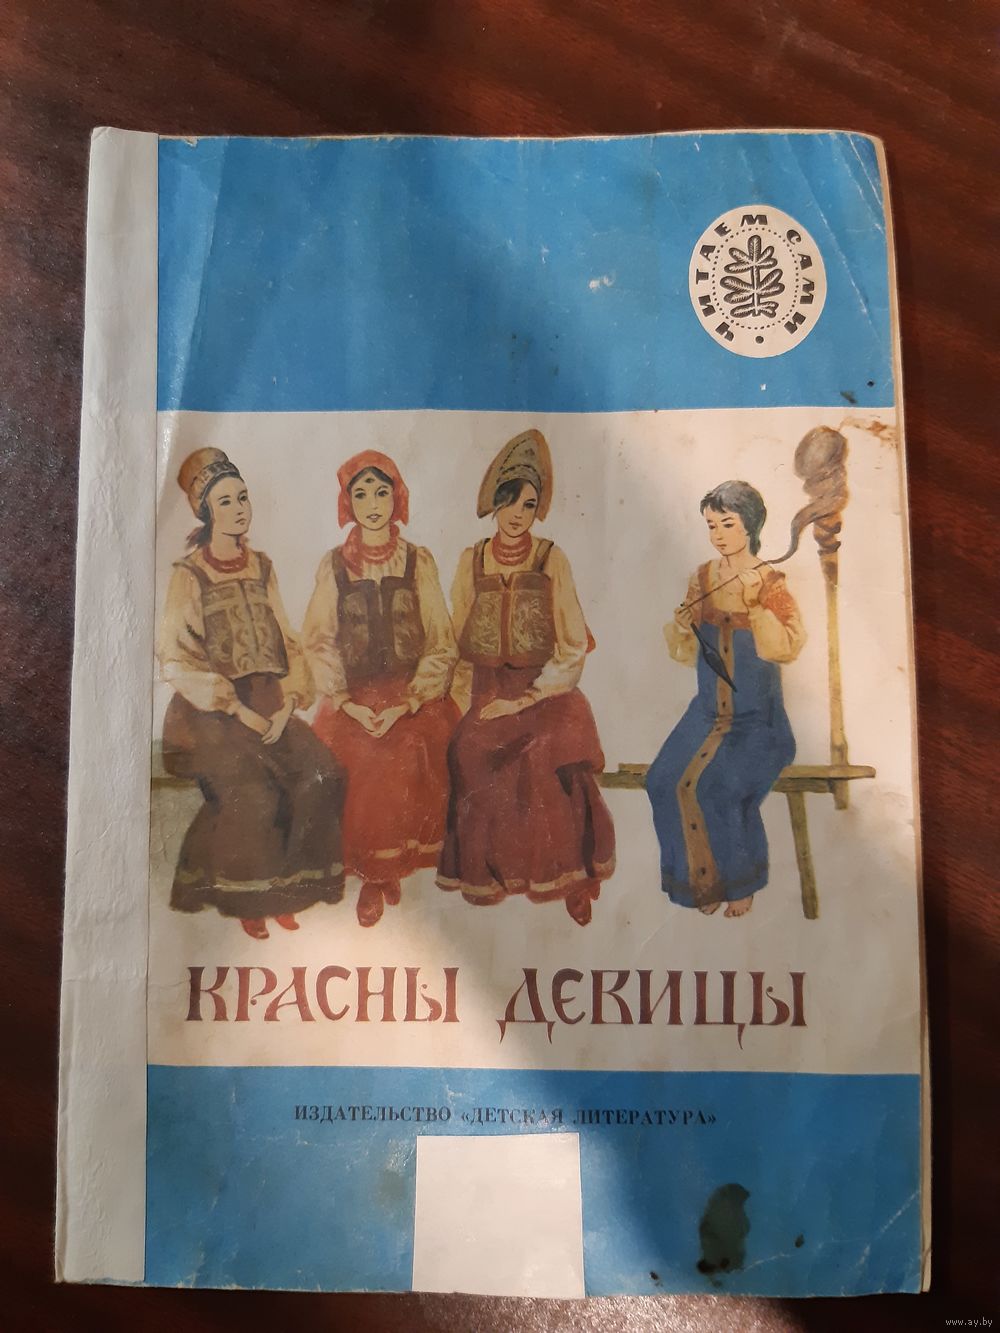 ЧИТАЕМ САМИ •
КРАСНЫ ДЕВИЦЫ
ИЗДАТЕЛЬСТВО «ДЕТСКАЯ ЛИТЕРАТУРА»
www.ay.by